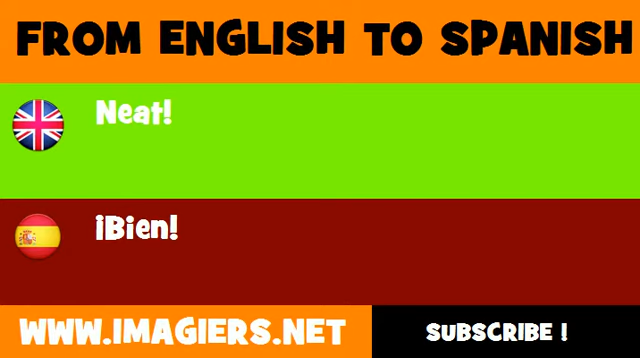 FROM ENGLISH TO SPANISH
Neat!
¡Bien!
WWW.IMAGIERS.NET
SUBSCRIBE !